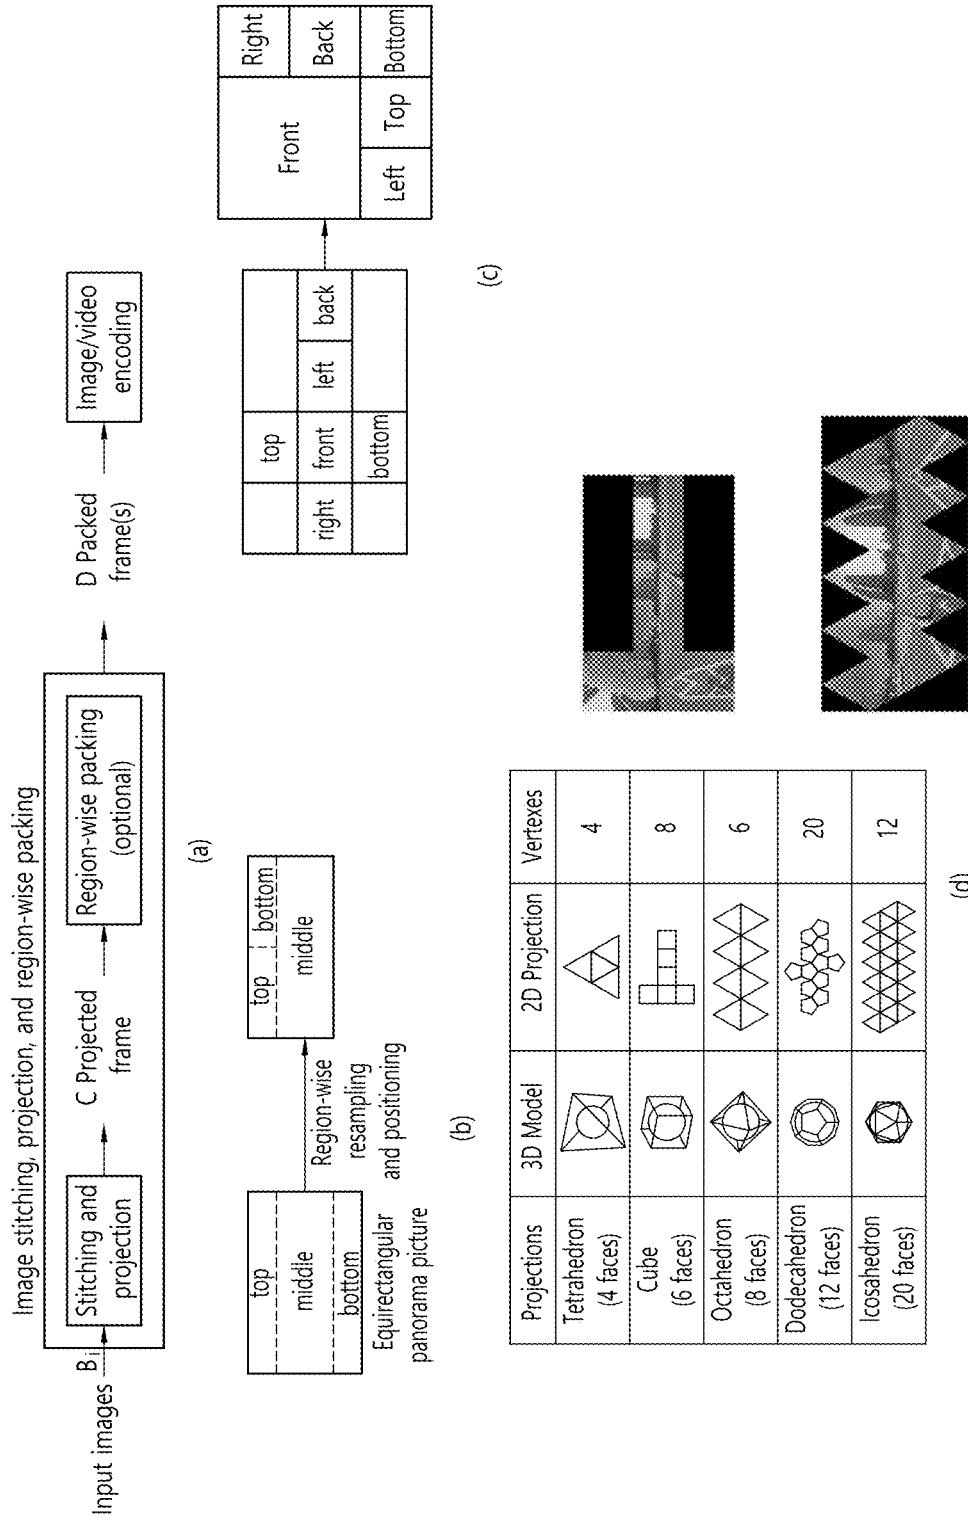 Image stitching, projection, and region-wise packing
Input images
Bi
Stitching and
projection
C Projected
frame
Region-wise packing
(optional)
D Packed
frame(s)
Image/video
encoding
(a)
top
middle
bottom
Equirectangular
panorama picture
Region-wise
resampling
and positioning
top
bottom
middle
(b)
top
right
front
left
back
bottom
Front
Right
Back
Left
Top
Bottom
(c)
Projections
3D Model
2D Projection
Vertexes
Tetrahedron
(4 faces)
4
Cube
(6 faces)
8
Octahedron
(8 faces)
6
Dodecahedron
(12 faces)
20
Icosahedron
(20 faces)
12
(d)